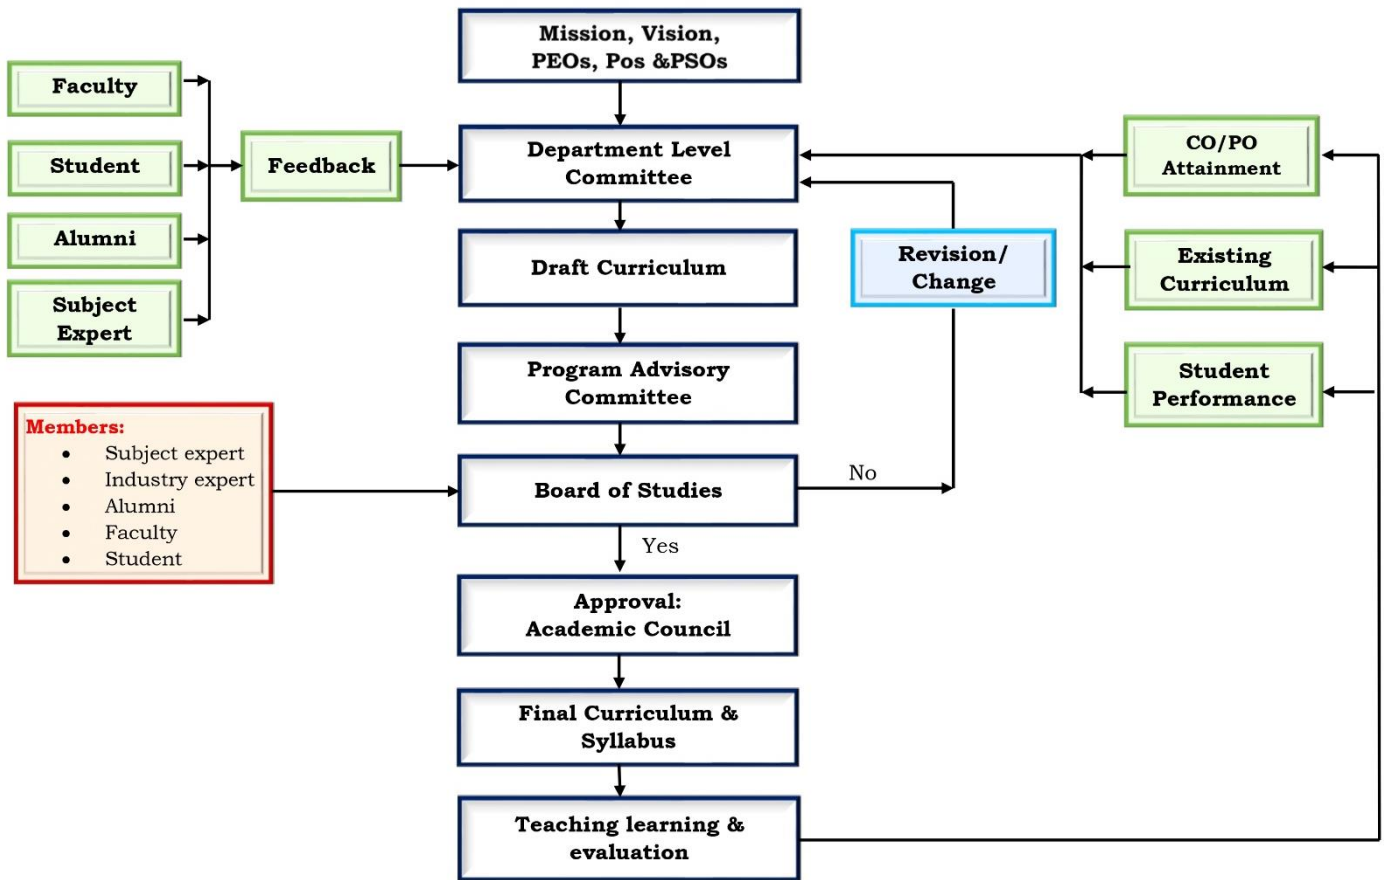 Mission, Vision,
PEOs, Pos &PSOs
Faculty
Student
Alumni
Subject
Expert
Feedback
Department Level
Committee
CO/PO
Attainment
Draft Curriculum
Revision/
Change
Existing
Curriculum
Program Advisory
Committee
Student
Performance
Members:
• Subject expert
• Industry expert
• Alumni
• Faculty
• Student
Board of Studies
No
Yes
Approval:
Academic Council
Final Curriculum &
Syllabus
Teaching learning &
evaluation